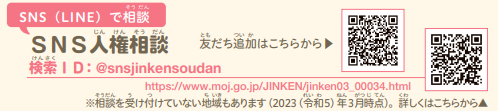 SNS（LINE）で相談
SNS人権相談 友だち追加はこちらから▶
検索ID：@snsjinkensoudan
https://www.moj.go.jp/JINKEN/jinken03_00034.html
※相談を受け付けていない地域もあります（2023（令和5）年3月時点）。詳しくはこちらから▲